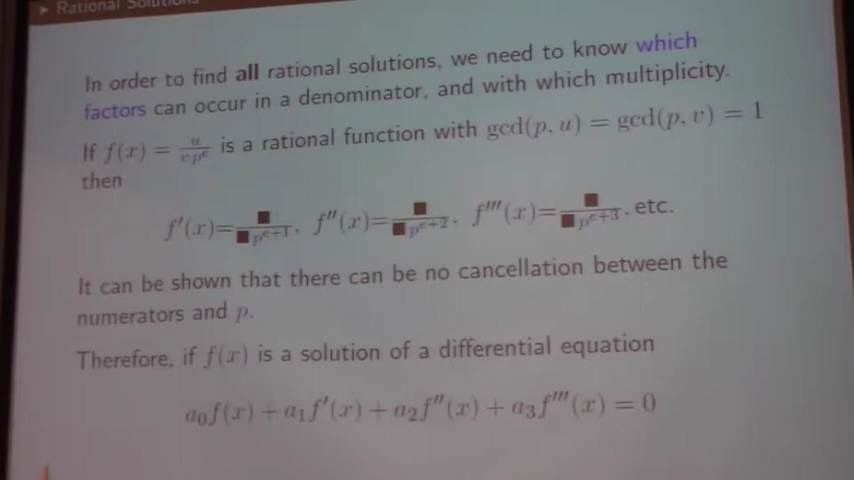 ▸ Rational Solutions
In order to find all rational solutions, we need to know which
factors can occur in a denominator, and with which multiplicity.
If f(x) = u/(v p^e) is a rational function with gcd(p, u) = gcd(p, v) = 1
then
f′(x)=■/(■p^{e+1}), f″(x)=■/(■p^{e+2}), f‴(x)=■/(■p^{e+3}), etc.
It can be shown that there can be no cancellation between the
numerators and p.
Therefore, if f(x) is a solution of a differential equation
a₀f(x) + a₁f′(x) + a₂f″(x) + a₃f‴(x) = 0